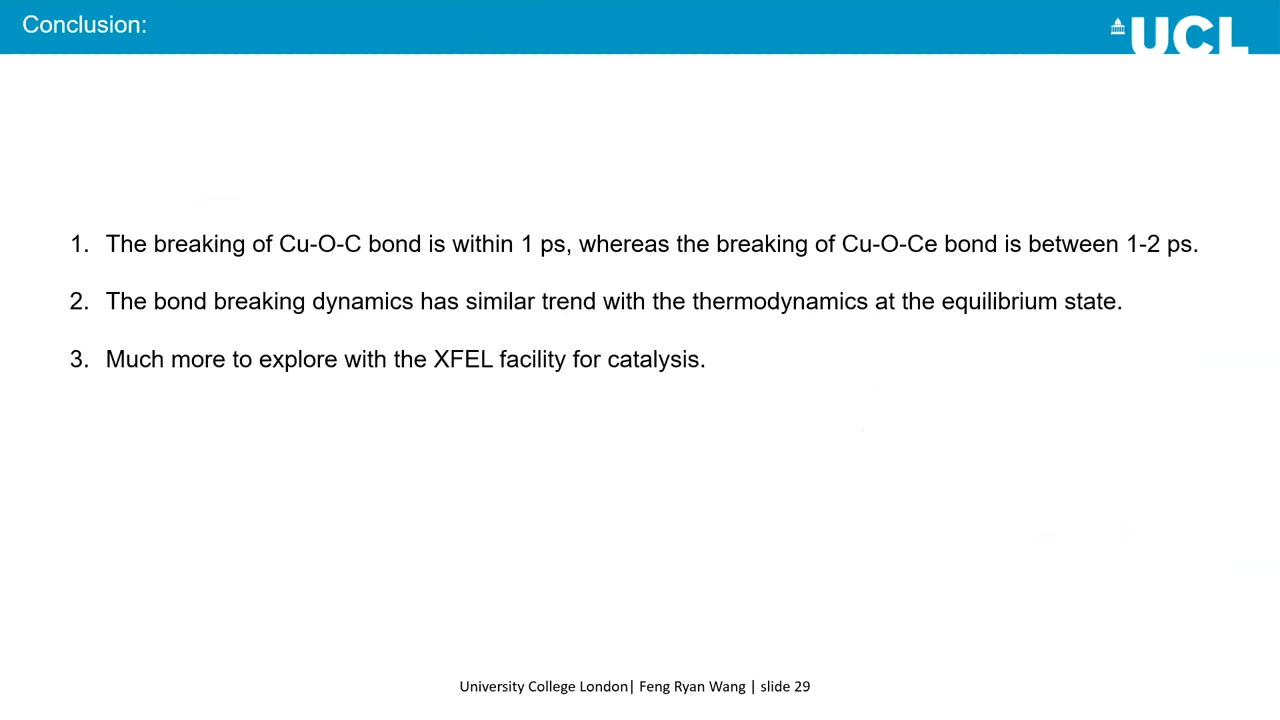 Conclusion:
UCL
1. The breaking of Cu-O-C bond is within 1 ps, whereas the breaking of Cu-O-Ce bond is between 1-2 ps.
2. The bond breaking dynamics has similar trend with the thermodynamics at the equilibrium state.
3. Much more to explore with the XFEL facility for catalysis.
University College London| Feng Ryan Wang | slide 29